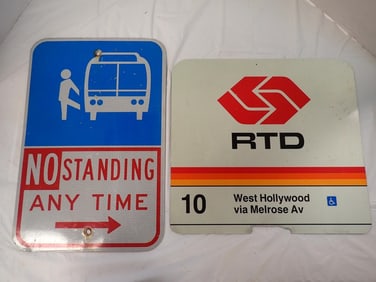 NO STANDING
ANY TIME
RTD
10 West Hollywood
via Melrose Av